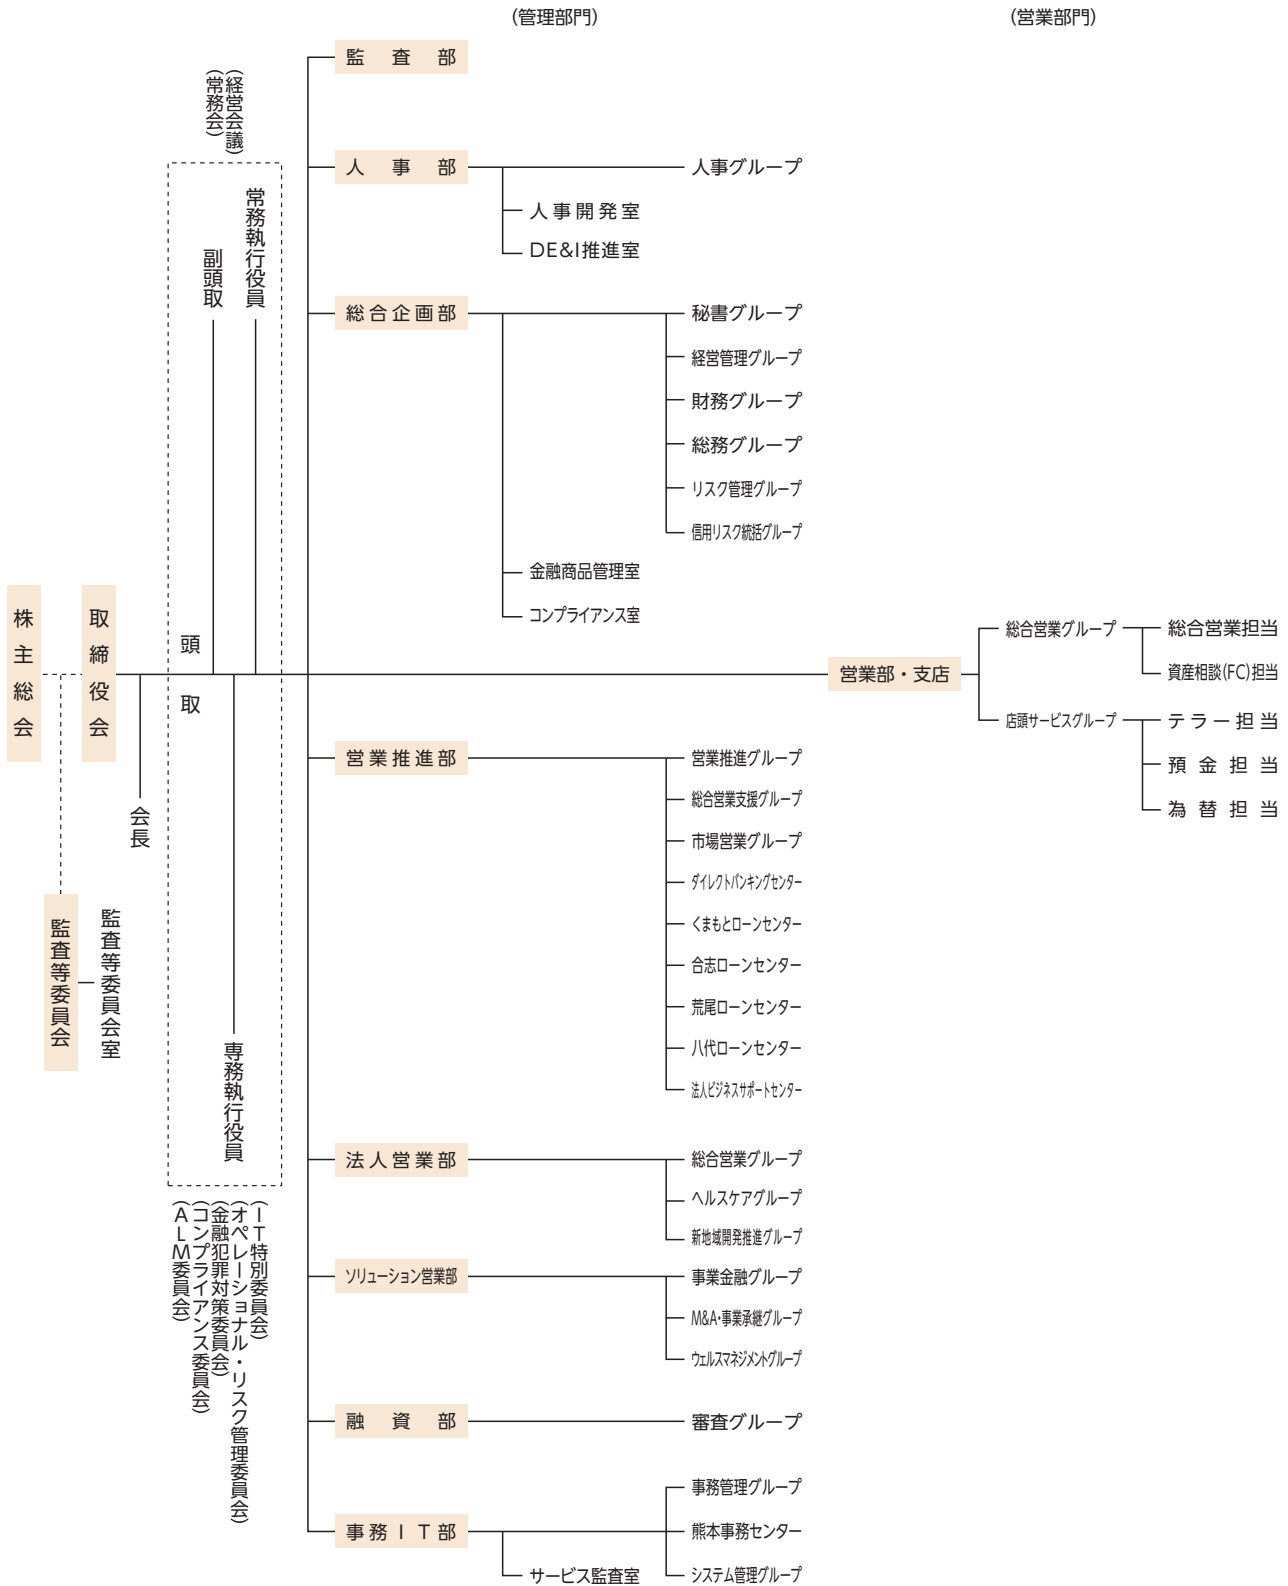 (管理部門)
(営業部門)
(経営会議)
(常務会)
株主総会
取締役会
監査等委員会
監査等委員会室
会長
頭取
副頭取
常務執行役員
専務執行役員
(IT特別委員会)
(オペレーショナル・リスク管理委員会)
(金融犯罪対策委員会)
(コンプライアンス委員会)
(ALM委員会)
監査部
人事部
人事グループ
人事開発室
DE&I推進室
総合企画部
秘書グループ
経営管理グループ
財務グループ
総務グループ
リスク管理グループ
信用リスク統括グループ
金融商品管理室
コンプライアンス室
営業部・支店
総合営業グループ
総合営業担当
資産相談(FC)担当
店頭サービスグループ
テラー担当
預金担当
為替担当
営業推進部
営業推進グループ
総合営業支援グループ
市場営業グループ
ダイレクトバンキングセンター
くまもとローンセンター
合志ローンセンター
荒尾ローンセンター
八代ローンセンター
法人ビジネスサポートセンター
法人営業部
総合営業グループ
ヘルスケアグループ
新地域開発推進グループ
ソリューション営業部
事業金融グループ
M&A・事業承継グループ
ウェルスマネジメントグループ
融資部
審査グループ
事務IT部
事務管理グループ
熊本事務センター
システム管理グループ
サービス監査室